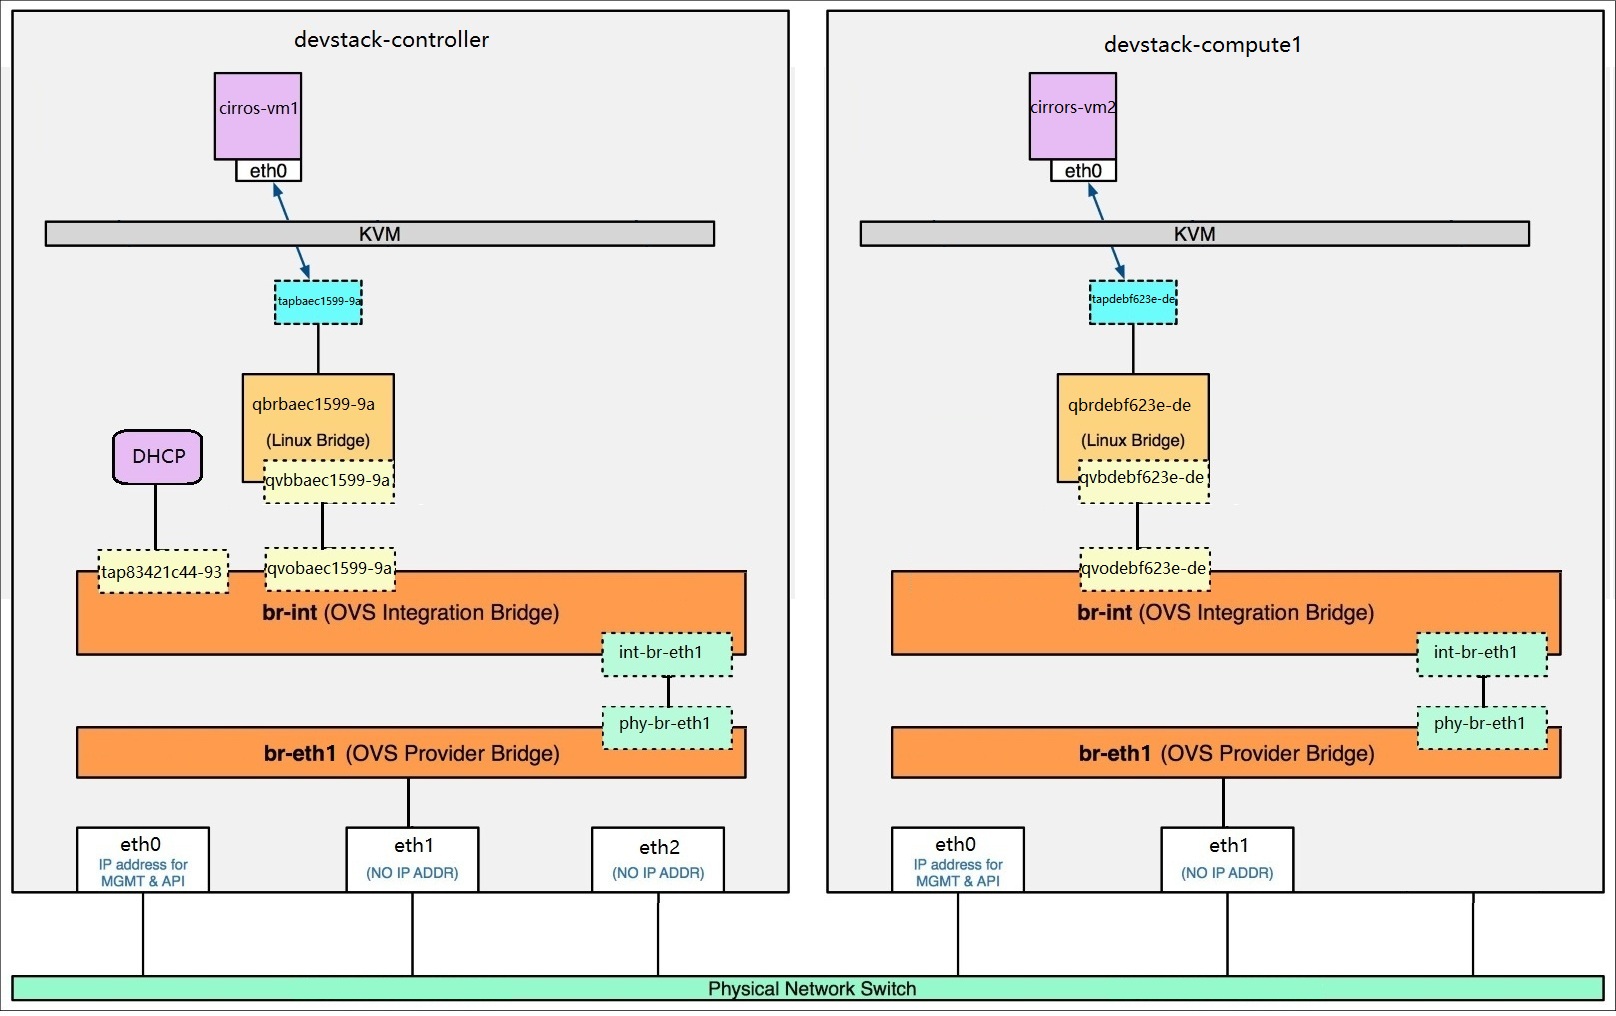 devstack-controller
cirros-vm1
eth0
KVM
tapbaec1599-9a
qbrbaec1599-9a
(Linux Bridge)
qvbbaec1599-9a
DHCP
tap83421c44-93
qvobaec1599-9a
br-int (OVS Integration Bridge)
int-br-eth1
phy-br-eth1
br-eth1 (OVS Provider Bridge)
eth0
IP address for
MGMT & API
eth1
(NO IP ADDR)
eth2
(NO IP ADDR)
devstack-compute1
cirrors-vm2
eth0
KVM
tapdebf623e-de
qbrdebf623e-de
(Linux Bridge)
qvbdebf623e-de
qvodebf623e-de
br-int (OVS Integration Bridge)
int-br-eth1
phy-br-eth1
br-eth1 (OVS Provider Bridge)
eth0
IP address for
MGMT & API
eth1
(NO IP ADDR)
Physical Network Switch